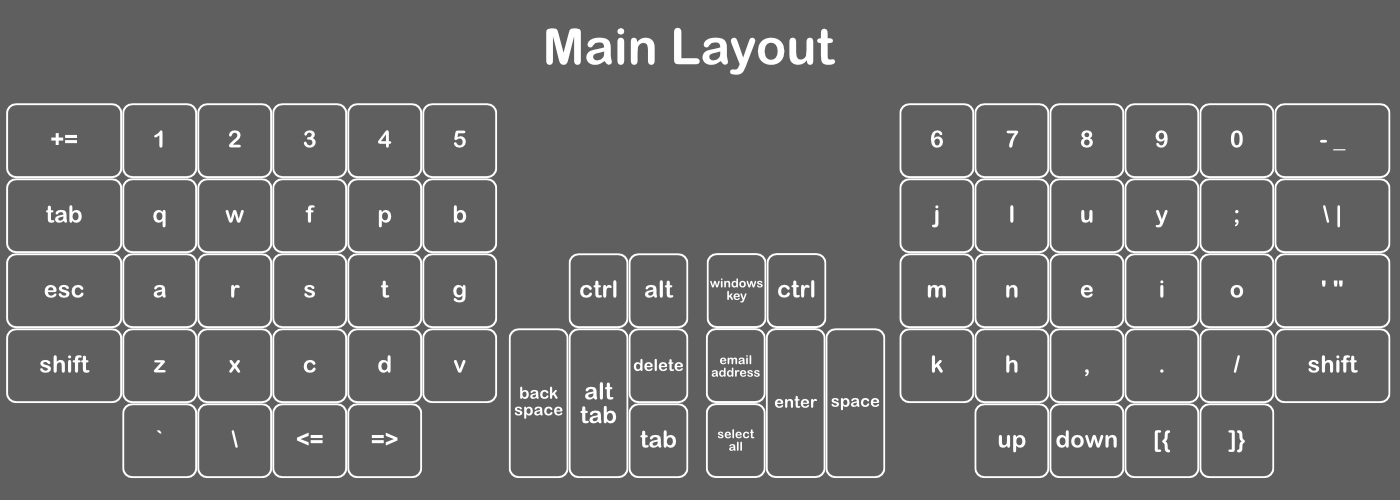 Main Layout
+= 1 2 3 4 5 6 7 8 9 0 - _
tab q w f p b j l u y ; \ |
esc a r s t g ctrl alt windows key ctrl m n e i o ' "
shift z x c d v back space alt tab delete email address enter space k h , . / shift
` \ <= => tab select all up down [{ ]}